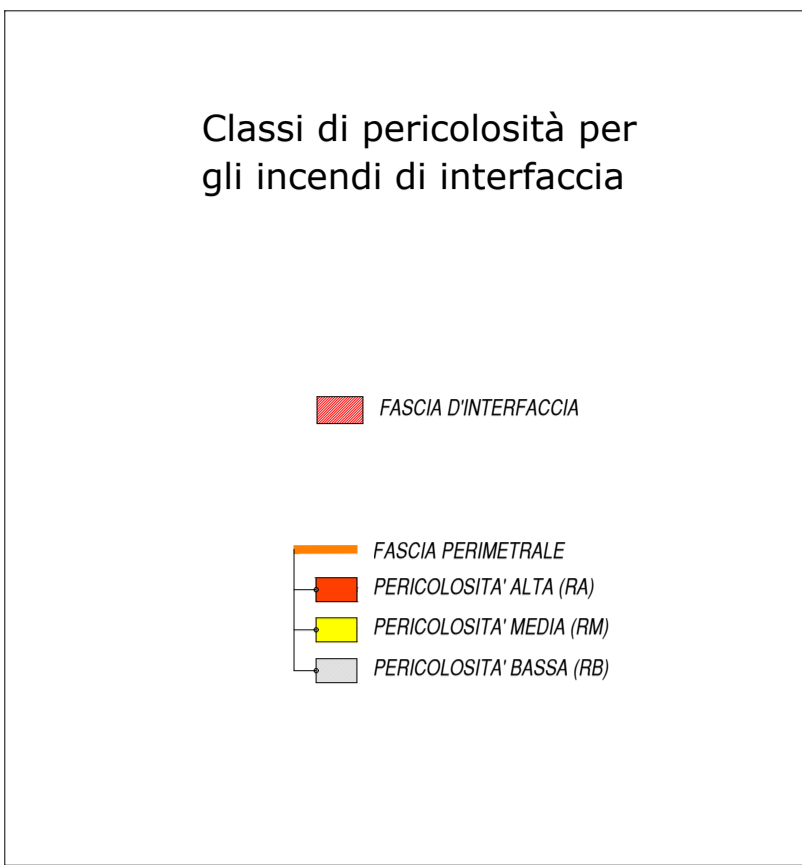 Classi di pericolosità per
gli incendi di interfaccia
FASCIA D'INTERFACCIA
FASCIA PERIMETRALE
PERICOLOSITA' ALTA (RA)
PERICOLOSITA' MEDIA (RM)
PERICOLOSITA' BASSA (RB)